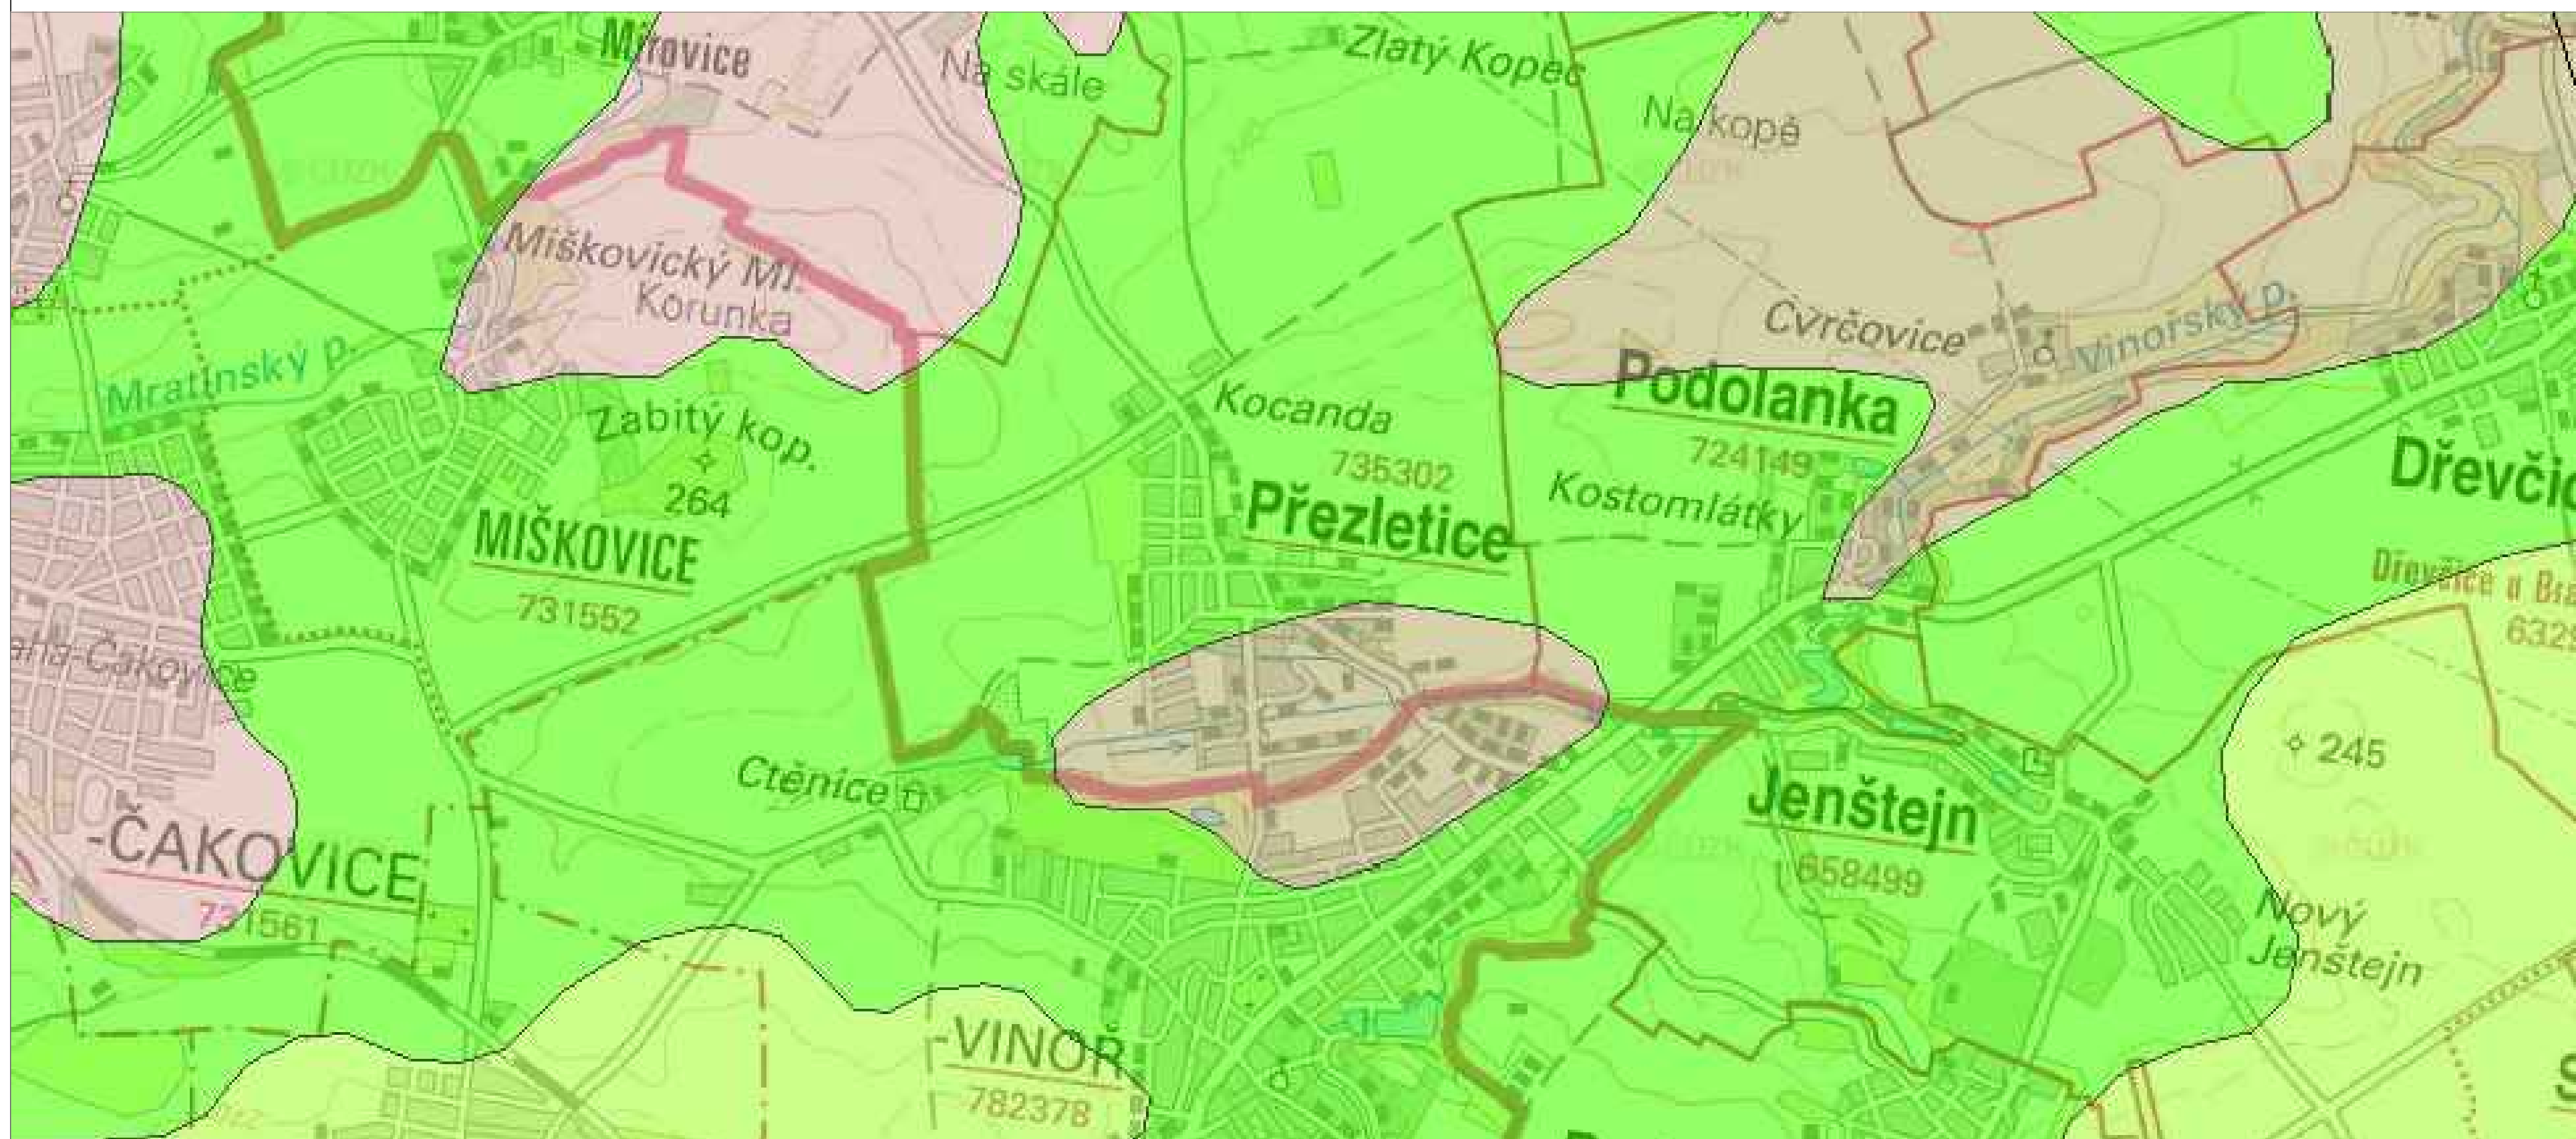 Mírovice
Na skále
Zlatý Kopec
Na kopě
Miškovický Ml.
Korunka
Cvrčovice
Vinořský p.
Mratínský p.
Zabitý kop.
264
Kocanda
735302
Přezletice
Podolanka
724149
Kostomlátky
MIŠKOVICE
731552
Dřevčic
Dřevčice u Bra
632
aha-Čakovice
-ČAKOVICE
731561
Ctěnice
Jenštejn
658499
245
Nový
Jenštejn
-VINOŘ
782378